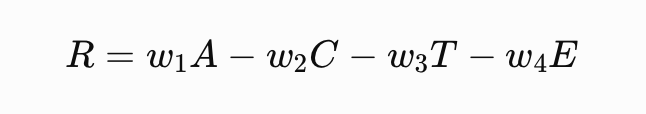 R = w₁A − w₂C − w₃T − w₄E